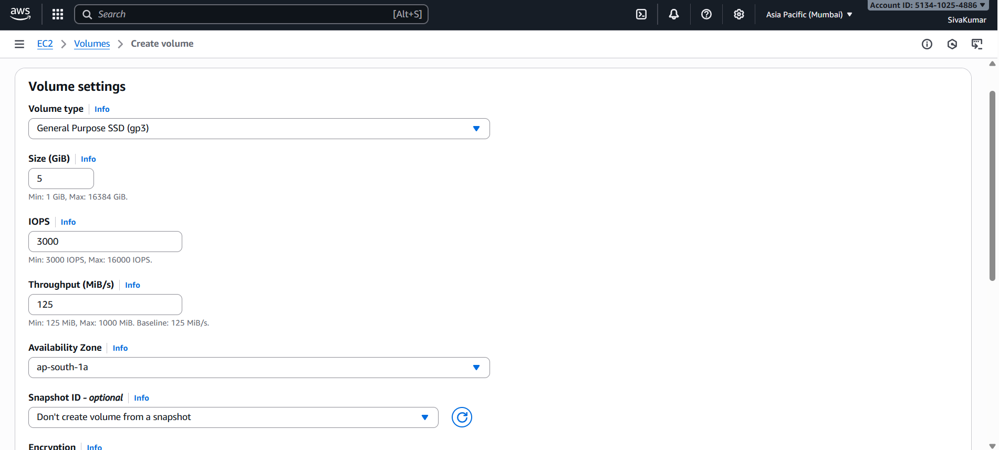 aws
Search [Alt+S]
Asia Pacific (Mumbai)
Account ID: 5134-1025-4886
SivaKumar
EC2 Volumes Create volume
Volume settings
Volume type Info
General Purpose SSD (gp3)
Size (GiB) Info
5
Min: 1 GiB, Max: 16384 GiB.
IOPS Info
3000
Min: 3000 IOPS, Max: 16000 IOPS.
Throughput (MiB/s) Info
125
Min: 125 MiB, Max: 1000 MiB. Baseline: 125 MiB/s.
Availability Zone Info
ap-south-1a
Snapshot ID - optional Info
Don't create volume from a snapshot
Encryption Info